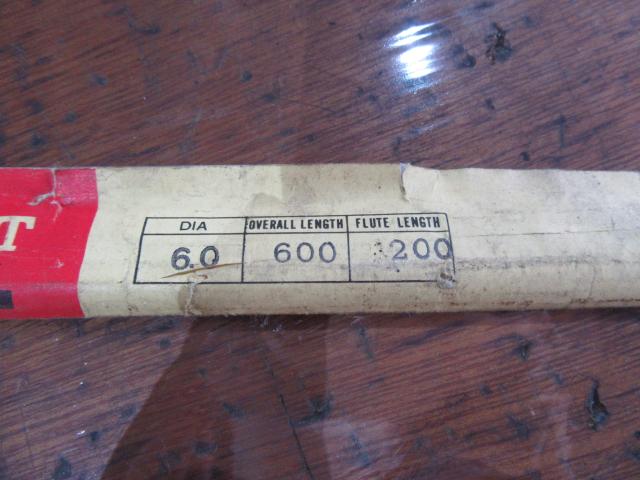 T
DIA OVERALL LENGTH FLUTE LENGTH
6.0 600 200